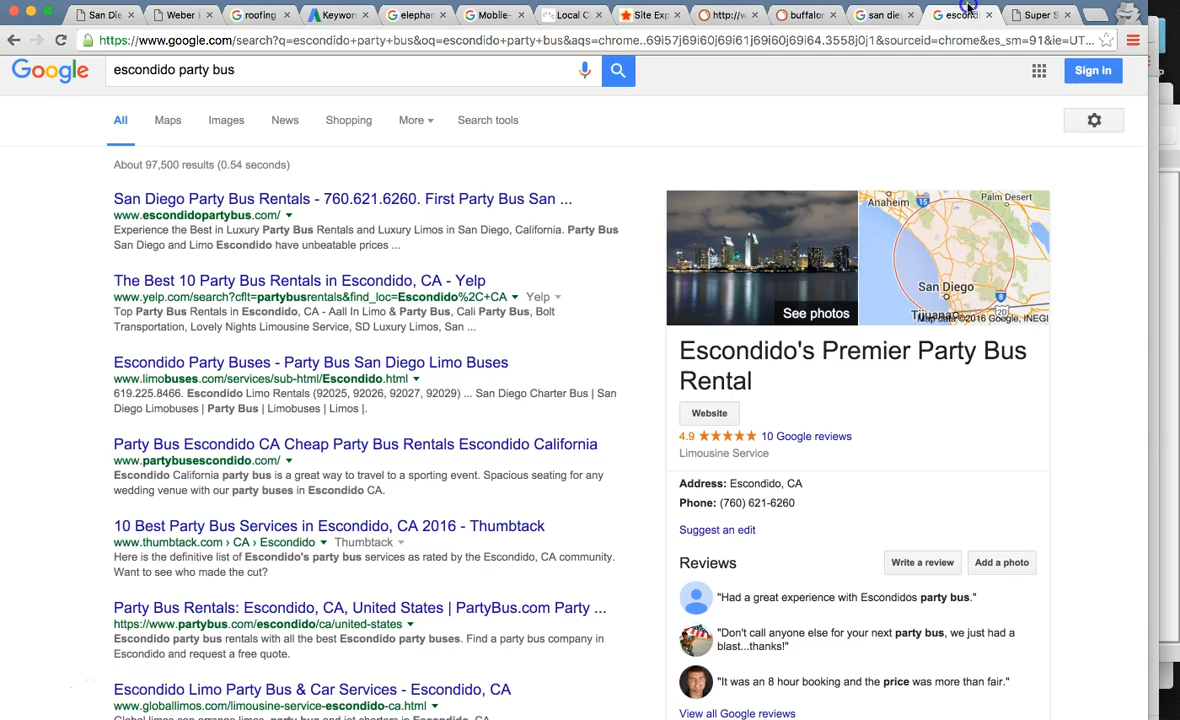 San Die
Weber
roofing
Keyword
elephan
Mobile-
Local C
Site Exp
http://w
buffalor
san die
escondi
Super S
https://www.google.com/search?q=escondido+party+bus&oq=escondido+party+bus&aqs=chrome..69i57j69i60j69i61j69i60j69i64.3558j0j1&sourceid=chrome&es_sm=91&ie=UT...
Google
escondido party bus
Sign in
All Maps Images News Shopping More Search tools
About 97,500 results (0.54 seconds)
San Diego Party Bus Rentals - 760.621.6260. First Party Bus San ...
www.escondidopartybus.com/
Experience the Best in Luxury Party Bus Rentals and Luxury Limos in San Diego, California. Party Bus
San Diego and Limo Escondido have unbeatable prices ...
The Best 10 Party Bus Rentals in Escondido, CA - Yelp
www.yelp.com/search?cflt=partybusrentals&find_loc=Escondido%2C+CA Yelp
Top Party Bus Rentals in Escondido, CA - Aall In Limo & Party Bus, Cali Party Bus, Bolt
Transportation, Lovely Nights Limousine Service, SD Luxury Limos, San ...
Escondido Party Buses - Party Bus San Diego Limo Buses
www.limobuses.com/services/sub-html/Escondido.html
619.225.8466. Escondido Limo Rentals (92025, 92026, 92027, 92029) ... San Diego Charter Bus | San
Diego Limobuses | Party Bus | Limobuses | Limos |.
Party Bus Escondido CA Cheap Party Bus Rentals Escondido California
www.partybusescondido.com/
Escondido California party bus is a great way to travel to a sporting event. Spacious seating for any
wedding venue with our party buses in Escondido CA.
10 Best Party Bus Services in Escondido, CA 2016 - Thumbtack
www.thumbtack.com › CA › Escondido Thumbtack
Here is the definitive list of Escondido's party bus services as rated by the Escondido, CA community.
Want to see who made the cut?
Party Bus Rentals: Escondido, CA, United States | PartyBus.com Party ...
https://www.partybus.com/escondido/ca/united-states
Escondido party bus rentals with all the best Escondido party buses. Find a party bus company in
Escondido and request a free quote.
Escondido Limo Party Bus & Car Services - Escondido, CA
www.globallimos.com/limousine-service-escondido-ca.html
See photos
Anaheim
15
Palm Desert
San Diego
8
Tijuana
Map data ©2016 Google, INEGI
Escondido's Premier Party Bus
Rental
Website
4.9 10 Google reviews
Limousine Service
Address: Escondido, CA
Phone: (760) 621-6260
Suggest an edit
Reviews
Write a review
Add a photo
"Had a great experience with Escondidos party bus."
"Don't call anyone else for your next party bus, we just had a
blast...thanks!"
"It was an 8 hour booking and the price was more than fair."
View all Google reviews